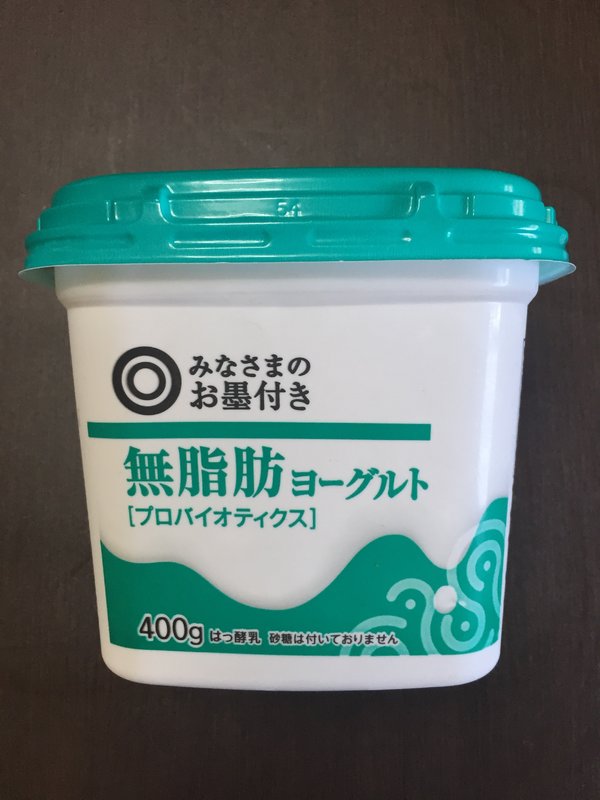 みなさまの
お墨付き
無脂肪ヨーグルト
[プロバイオティクス]
400g はっ酵乳 砂糖は付いておりません